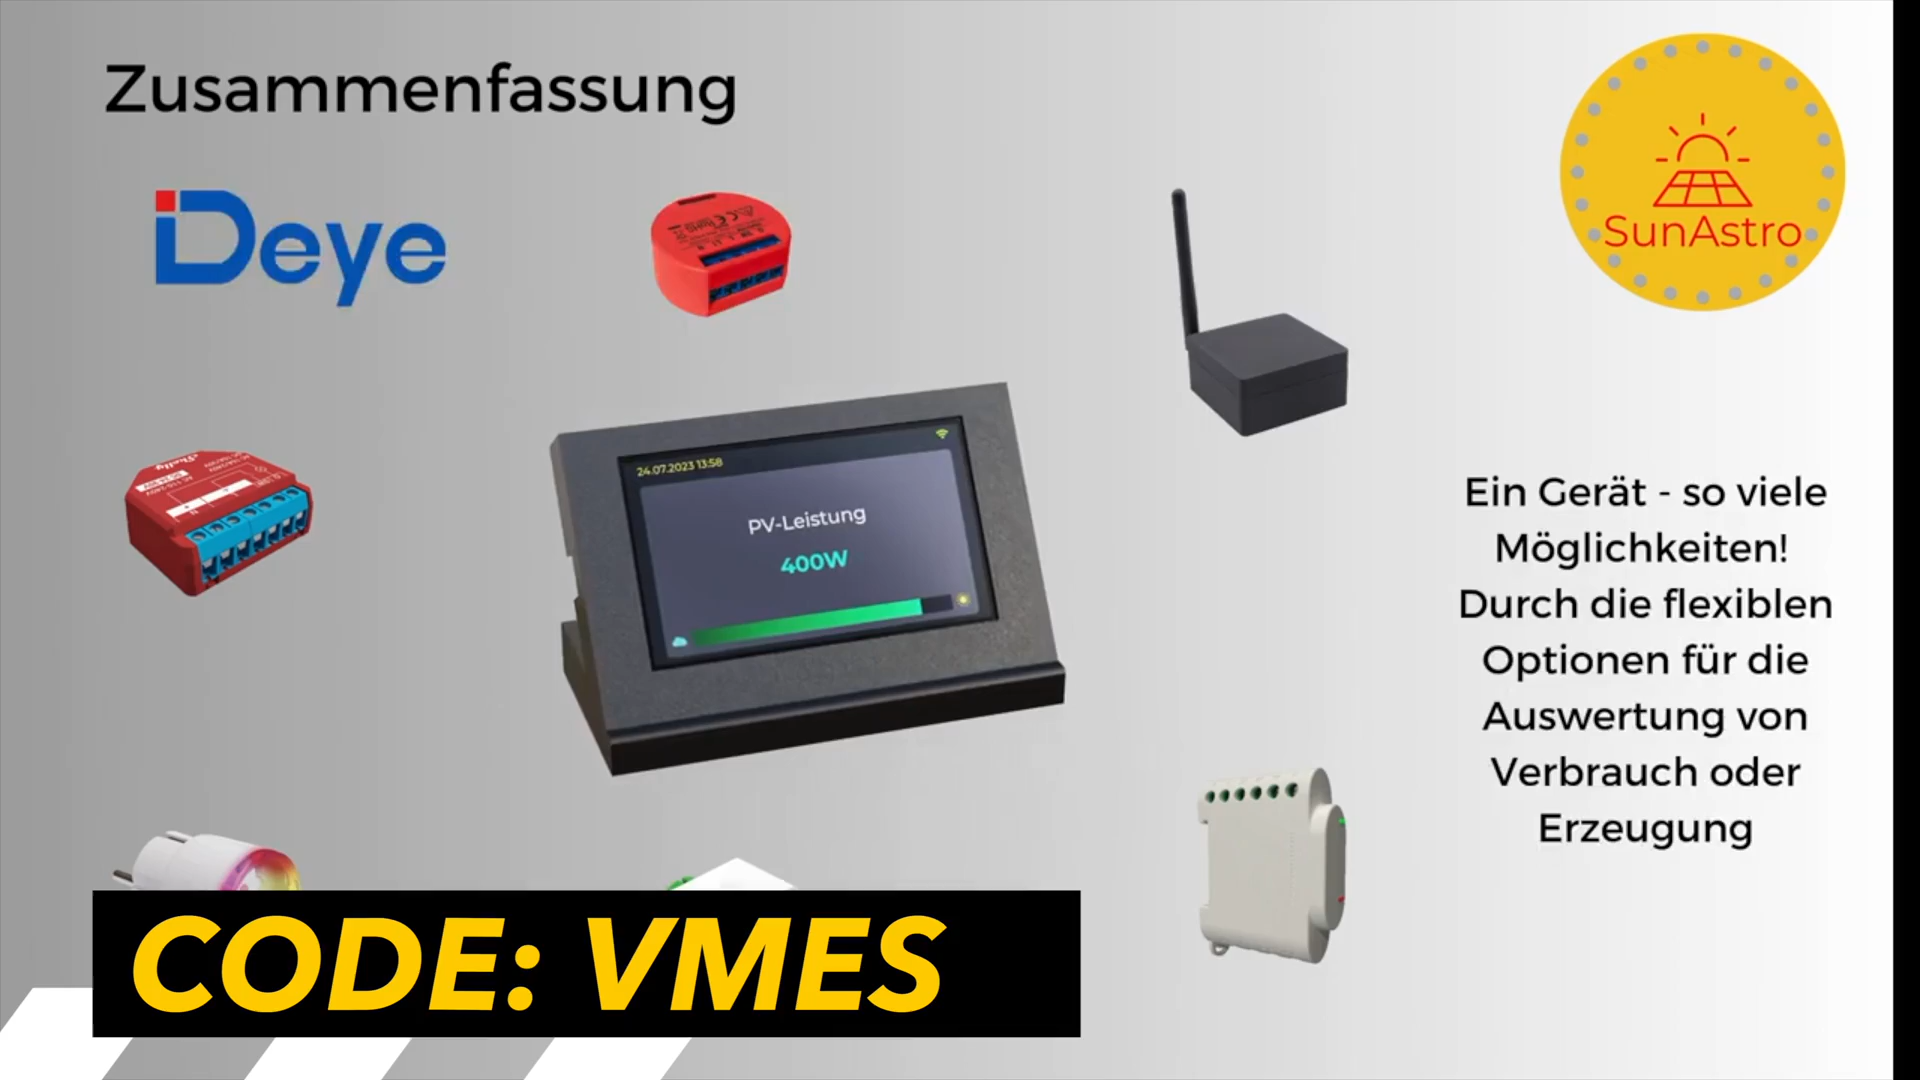 Zusammenfassung
Deye
SunAstro
Shelly
24.07.2023 13:58
PV-Leistung
400W
Ein Gerät - so viele
Möglichkeiten!
Durch die flexiblen
Optionen für die
Auswertung von
Verbrauch oder
Erzeugung
CODE: VMES